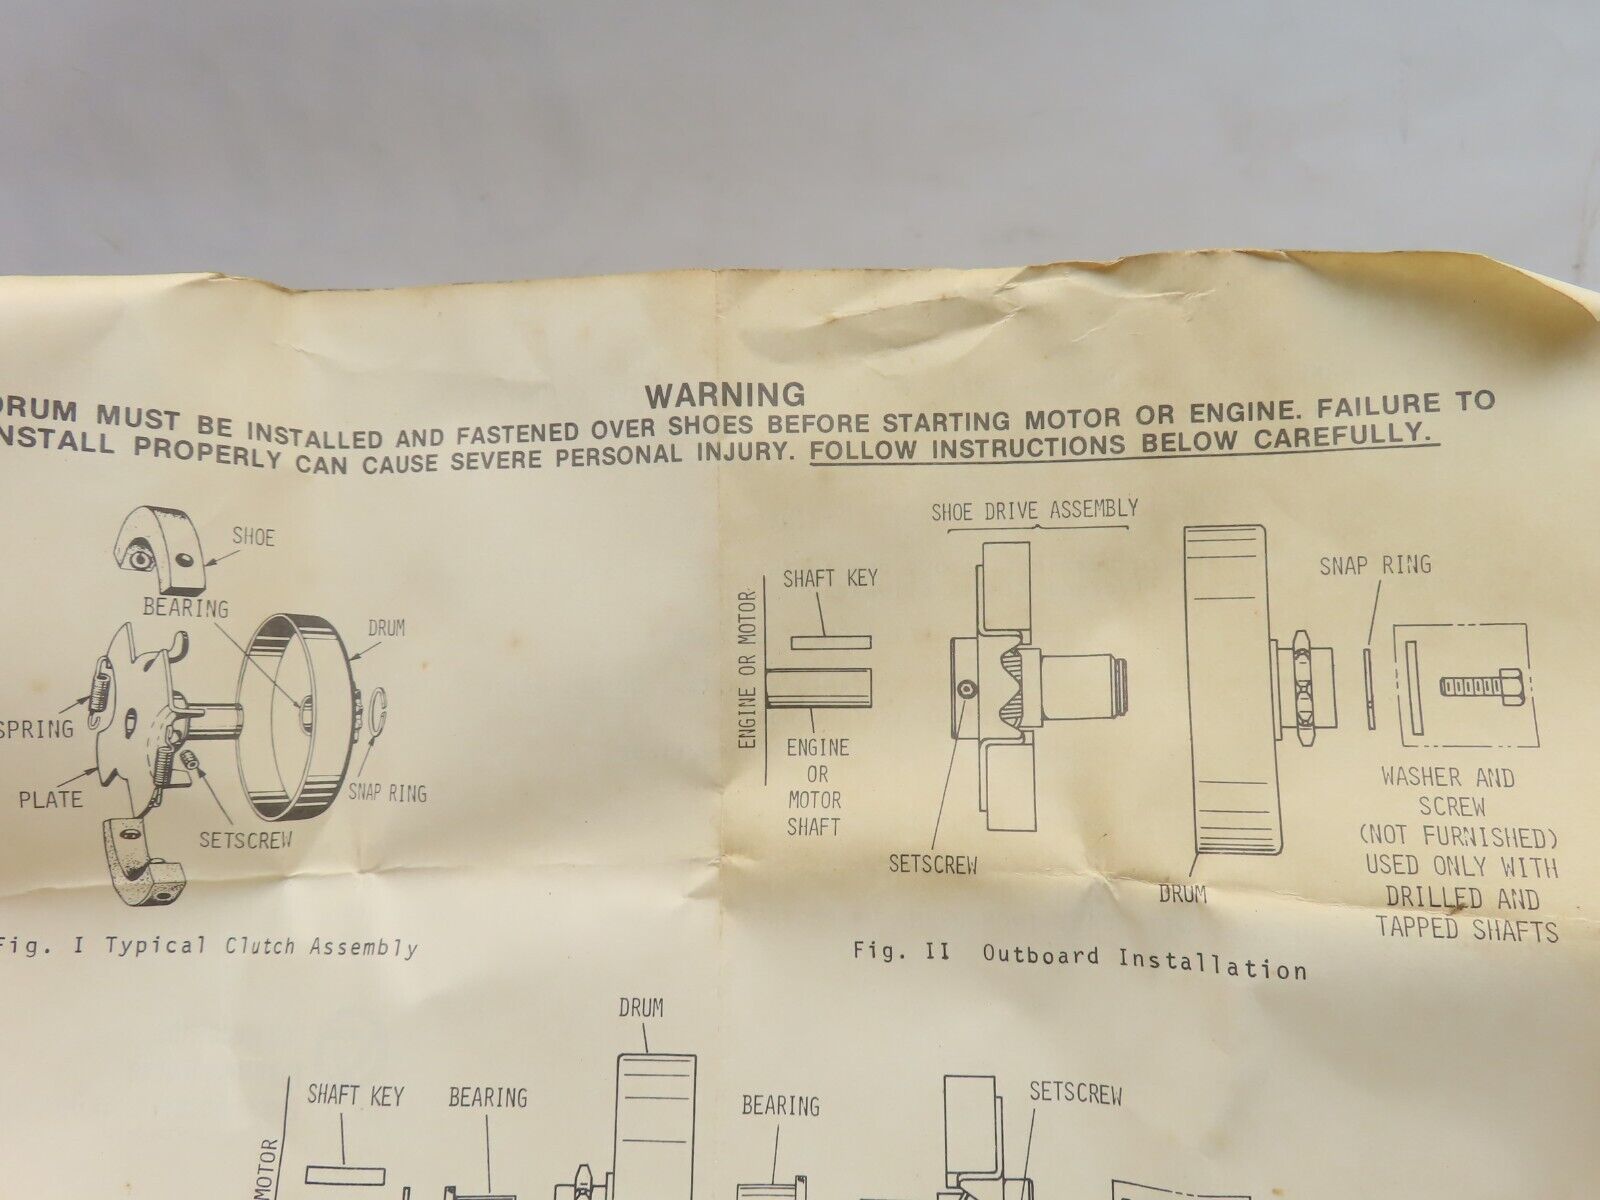 WARNING
DRUM MUST BE INSTALLED AND FASTENED OVER SHOES BEFORE STARTING MOTOR OR ENGINE. FAILURE TO
INSTALL PROPERLY CAN CAUSE SEVERE PERSONAL INJURY. FOLLOW INSTRUCTIONS BELOW CAREFULLY.
SHOE
BEARING
DRUM
SPRING
PLATE
SETSCREW
SNAP RING
Fig. I Typical Clutch Assembly
SHOE DRIVE ASSEMBLY
SHAFT KEY
ENGINE OR MOTOR
ENGINE
OR
MOTOR
SHAFT
SETSCREW
DRUM
SNAP RING
WASHER AND
SCREW
(NOT FURNISHED)
USED ONLY WITH
DRILLED AND
TAPPED SHAFTS
Fig. II Outboard Installation
DRUM
SHAFT KEY
BEARING
BEARING
SETSCREW
MOTOR